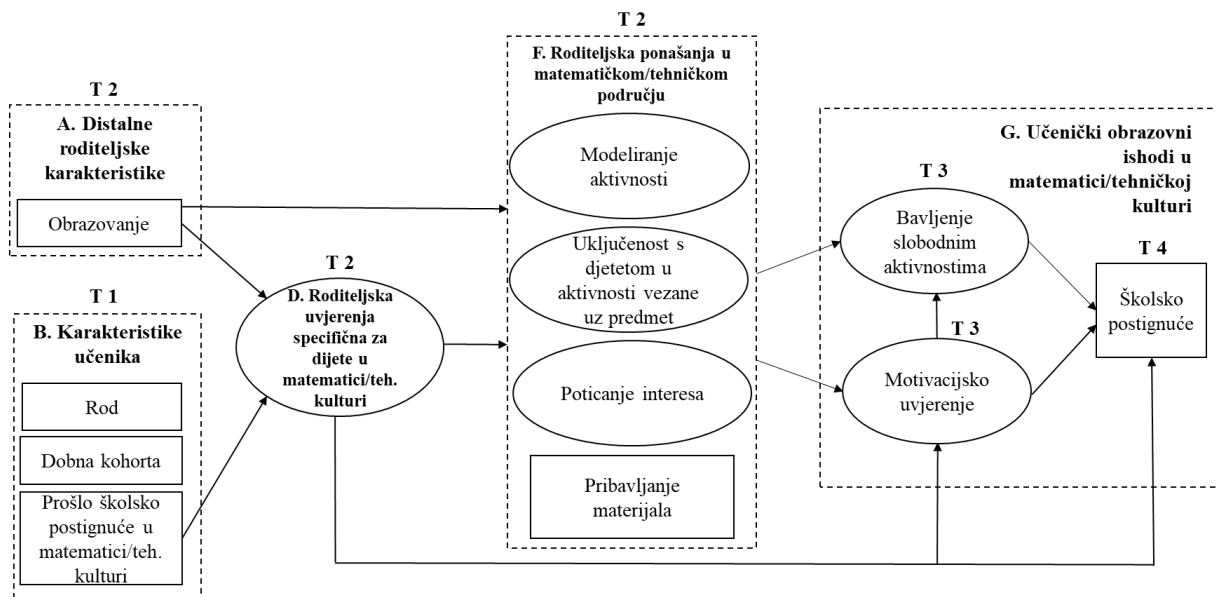 T 2
A. Distalne
roditeljske
karakteristike
Obrazovanje
T 1
B. Karakteristike
učenika
Rod
Dobna kohorta
Prošlo školsko
postignuće u
matematici/teh.
kulturi
T 2
D. Roditeljska
uvjerenja
specifična za
dijete u
matematici/teh.
kulturi
T 2
F. Roditeljska ponašanja u
matematičkom/tehničkom
području
Modeliranje
aktivnosti
Uključenost s
djetetom u
aktivnosti vezane
uz predmet
Poticanje interesa
Pribavljanje
materijala
G. Učenički obrazovni
ishodi u
matematici/tehničkoj
kulturi
T 3
Bavljenje
slobodnim
aktivnostima
T 3
Motivacijsko
uvjerenje
T 4
Školsko
postignuće